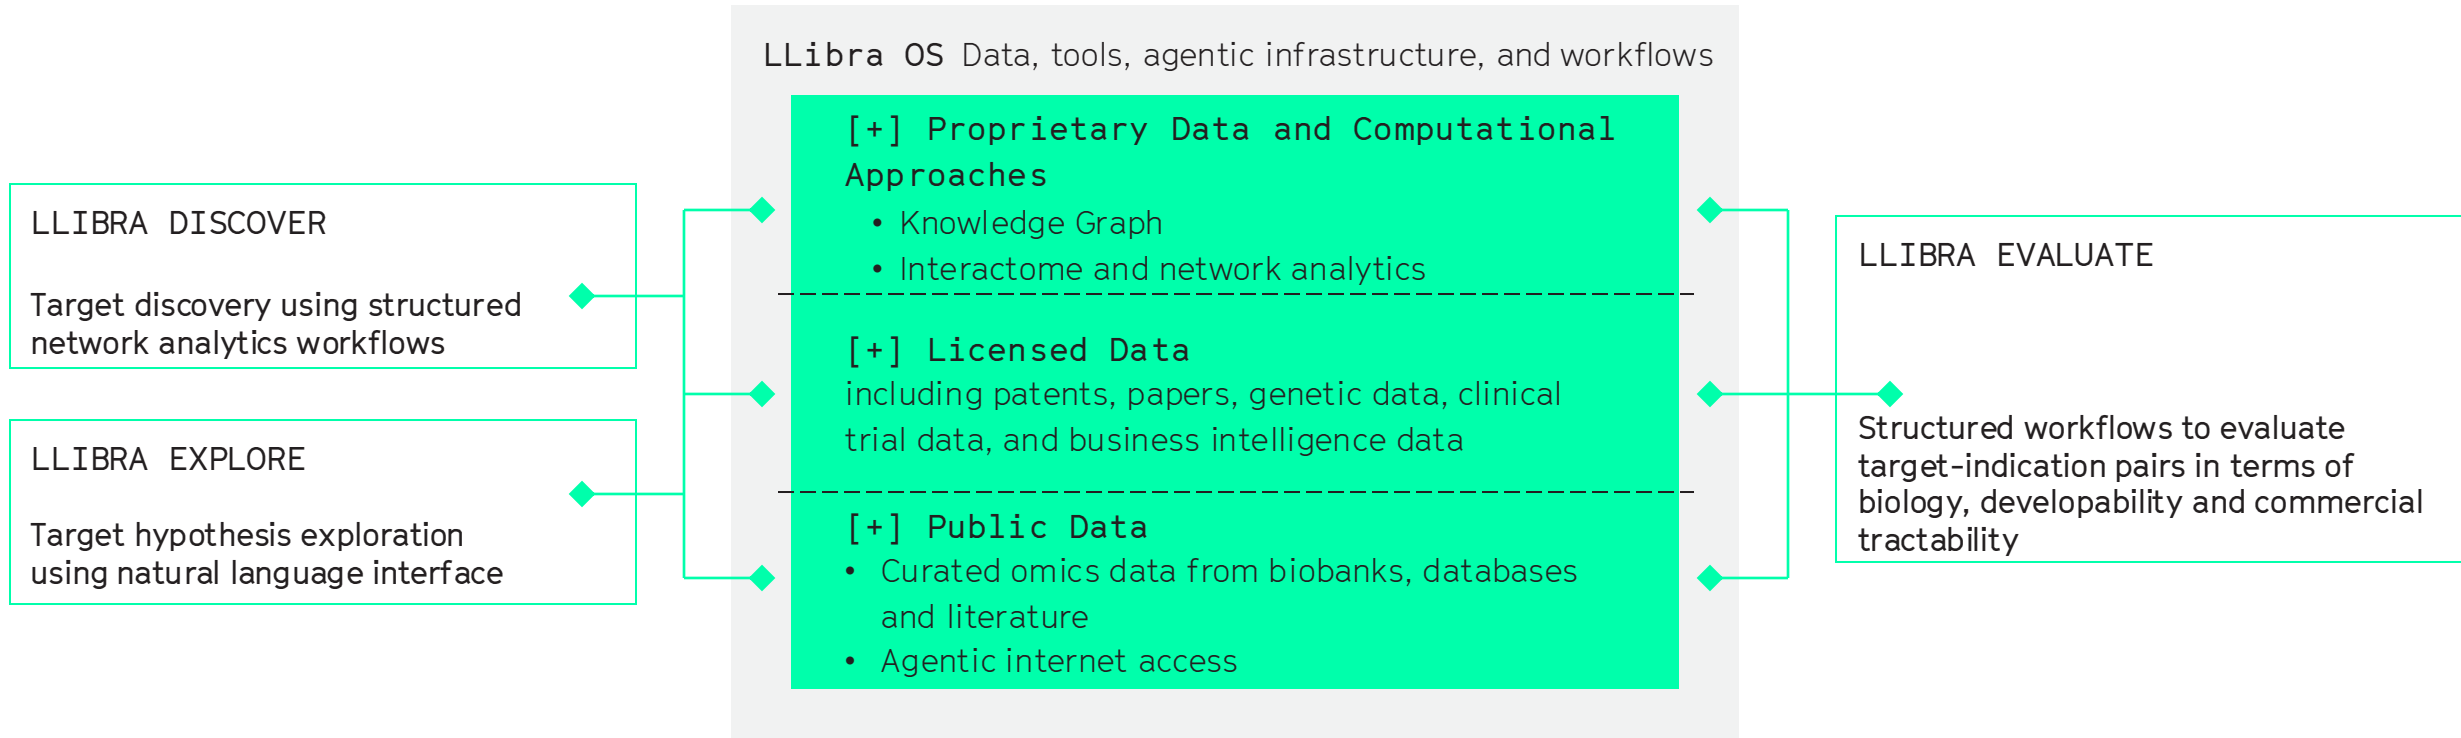 LLibra OS Data, tools, agentic infrastructure, and workflows
[+] Proprietary Data and Computational
Approaches
• Knowledge Graph
• Interactome and network analytics
[+] Licensed Data
including patents, papers, genetic data, clinical
trial data, and business intelligence data
[+] Public Data
• Curated omics data from biobanks, databases
and literature
• Agentic internet access
LLIBRA DISCOVER
Target discovery using structured
network analytics workflows
LLIBRA EXPLORE
Target hypothesis exploration
using natural language interface
LLIBRA EVALUATE
Structured workflows to evaluate
target-indication pairs in terms of
biology, developability and commercial
tractability